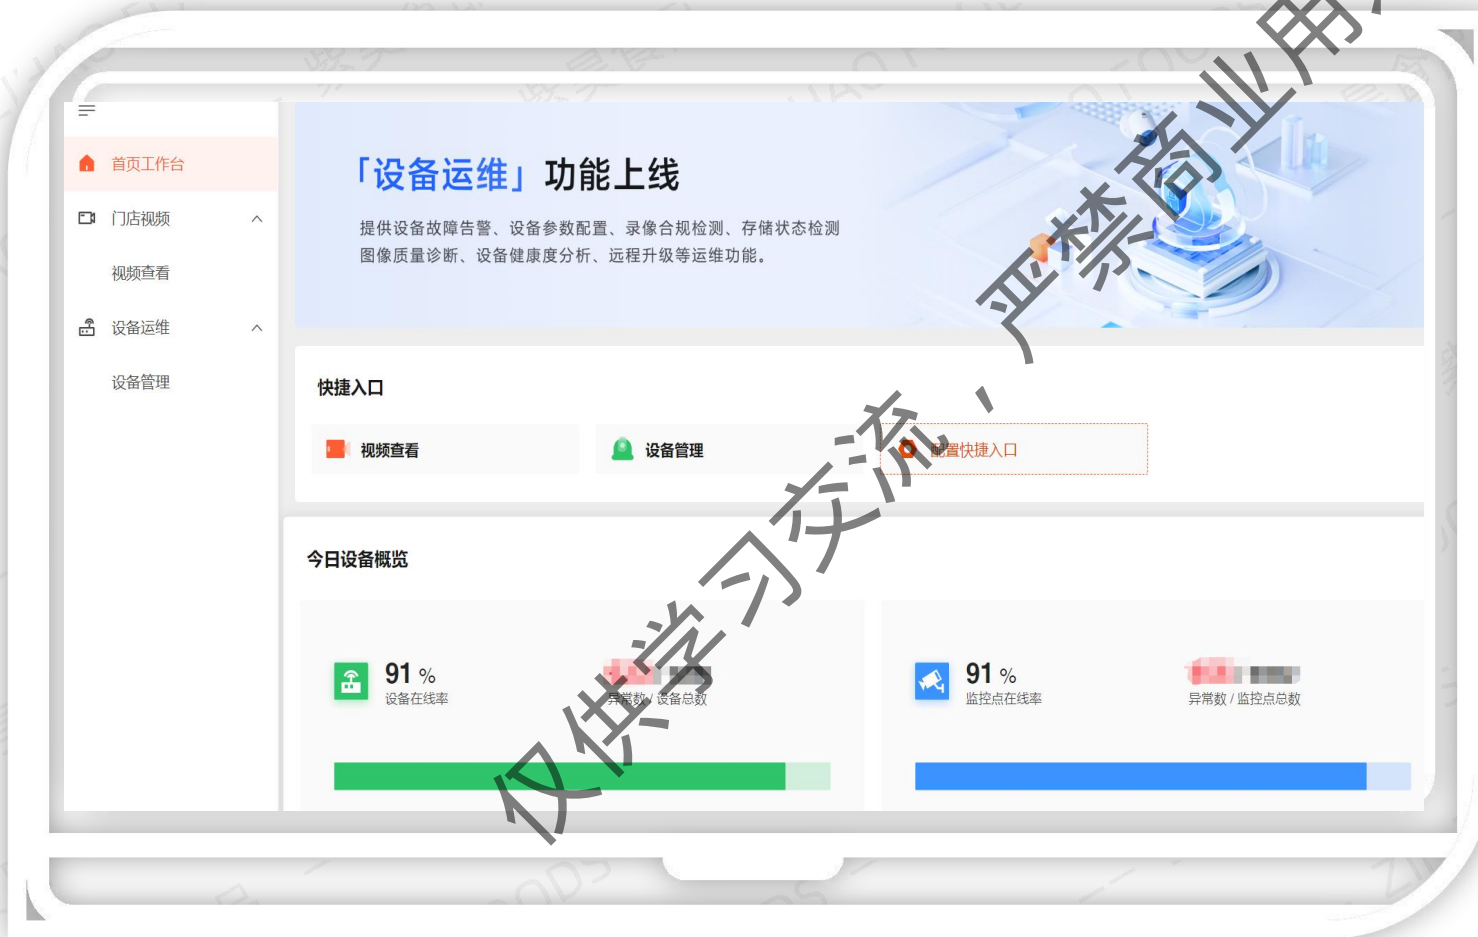 首页工作台
门店视频
视频查看
设备运维
设备管理
「设备运维」功能上线
提供设备故障告警、设备参数配置、录像合规检测、存储状态检测
图像质量诊断、设备健康度分析、远程升级等运维功能。
快捷入口
视频查看
设备管理
配置快捷入口
今日设备概览
91 %
设备在线率
异常数 / 设备总数
91 %
监控点在线率
异常数 / 监控点总数
仅供学习交流，严禁商业用